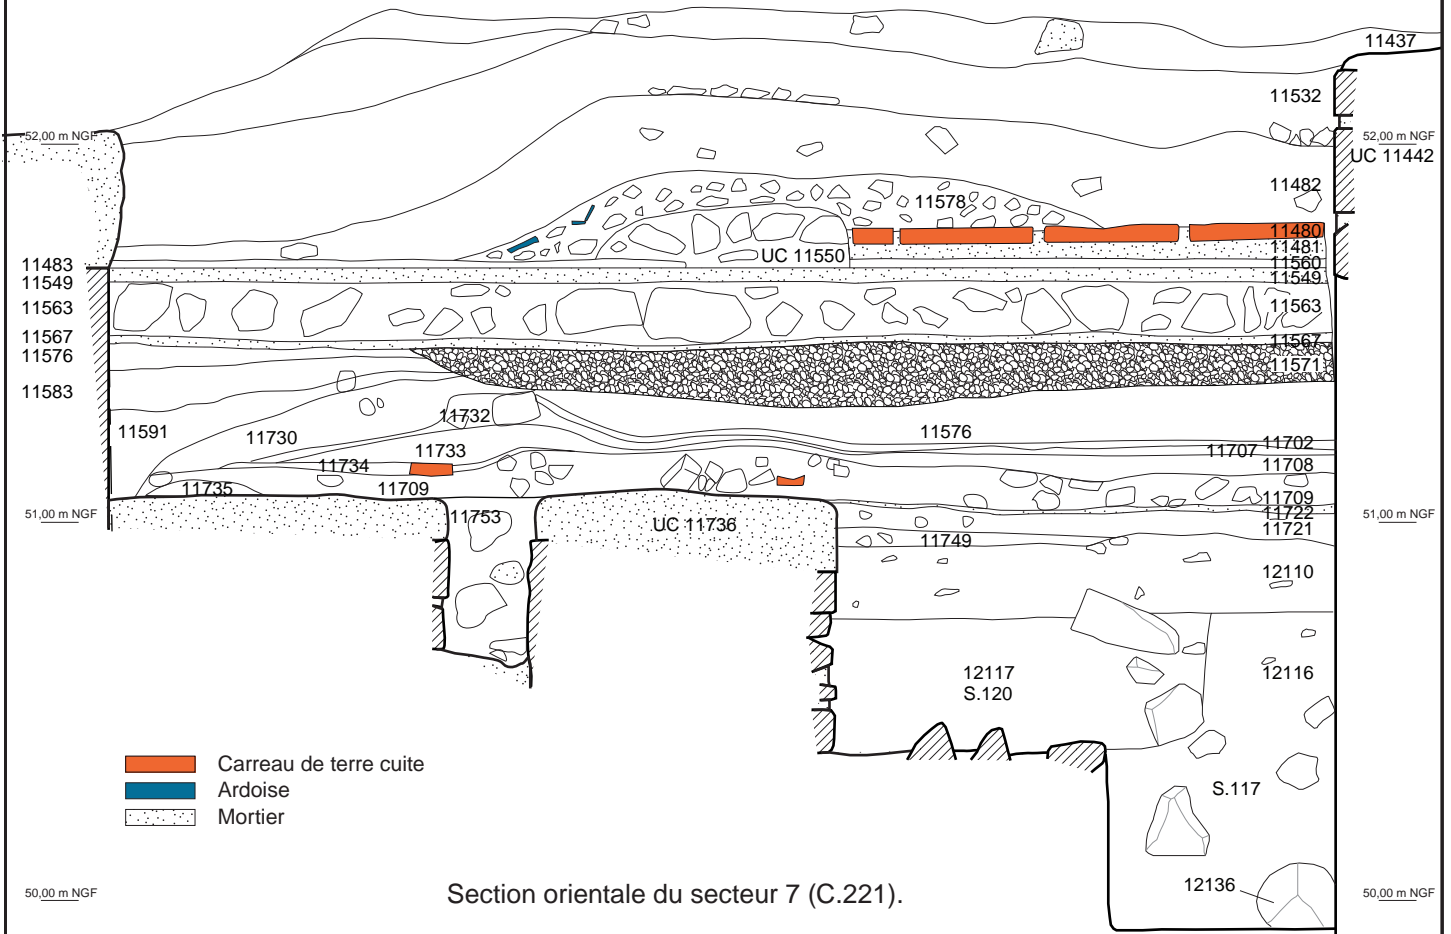 11437
11532
52,00 m NGF
52,00 m NGF
UC 11442
11482
11578
11480
11481
UC 11550
11560
11483
11549
11549
11563
11563
11567
11567
11576
11571
11583
11732
11591
11730
11576
11702
11733
11707
11734
11708
11735
11709
11709
51,00 m NGF
11753
UC 11736
11722
51,00 m NGF
11721
11749
12110
12117
S.120
12116
Carreau de terre cuite
Ardoise
Mortier
S.117
12136
50,00 m NGF
Section orientale du secteur 7 (C.221).
50,00 m NGF